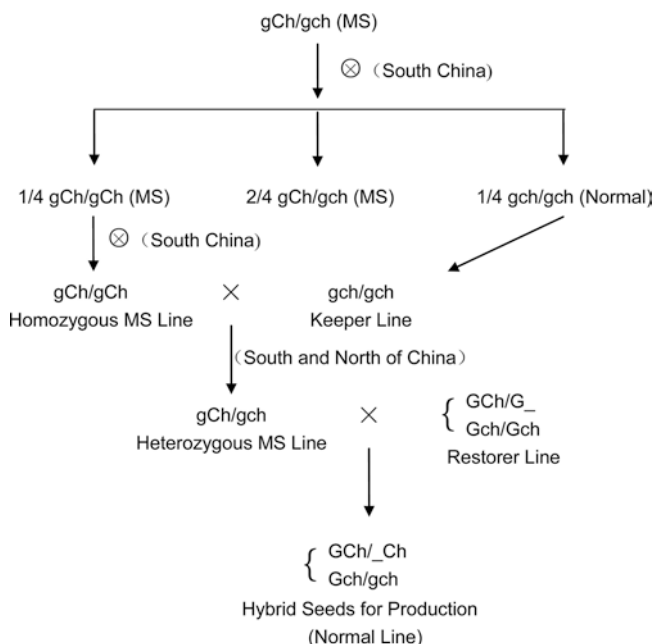 gCh/gch (MS)
⊗ （South China）
1/4 gCh/gCh (MS) 2/4 gCh/gch (MS) 1/4 gch/gch (Normal)
⊗ （South China）
gCh/gCh × gch/gch
Homozygous MS Line Keeper Line
（South and North of China）
gCh/gch × { GCh/G_
Gch/Gch
Heterozygous MS Line Restorer Line
{ GCh/_Ch
Gch/gch
Hybrid Seeds for Production
(Normal Line)